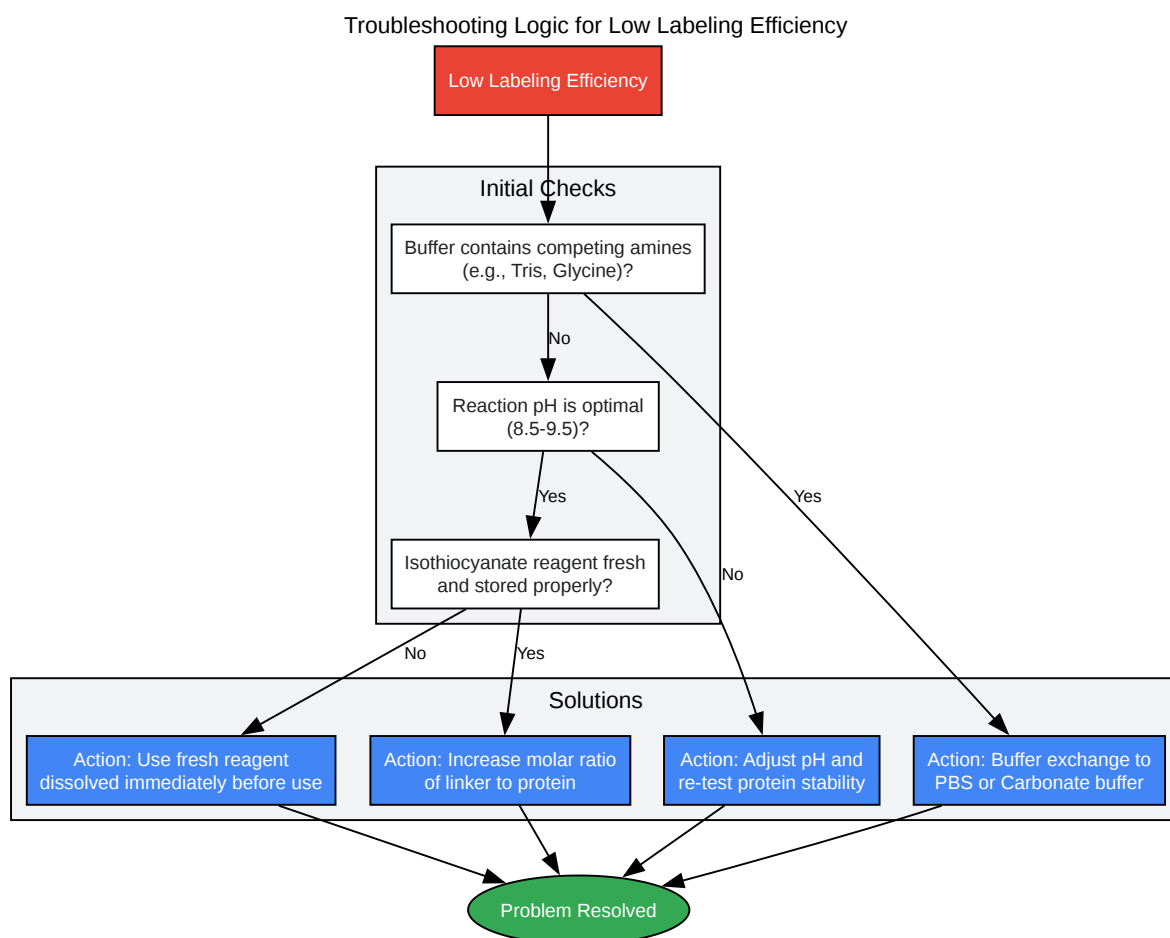 Troubleshooting Logic for Low Labeling Efficiency
Low Labeling Efficiency
Initial Checks
Buffer contains competing amines
(e.g., Tris, Glycine)?
No
Reaction pH is optimal
(8.5-9.5)?
Yes
Yes
Isothiocyanate reagent fresh
and stored properly?
No
No
Yes
Solutions
Action: Use fresh reagent
dissolved immediately before use
Action: Increase molar ratio
of linker to protein
Action: Adjust pH and
re-test protein stability
Action: Buffer exchange to
PBS or Carbonate buffer
Problem Resolved